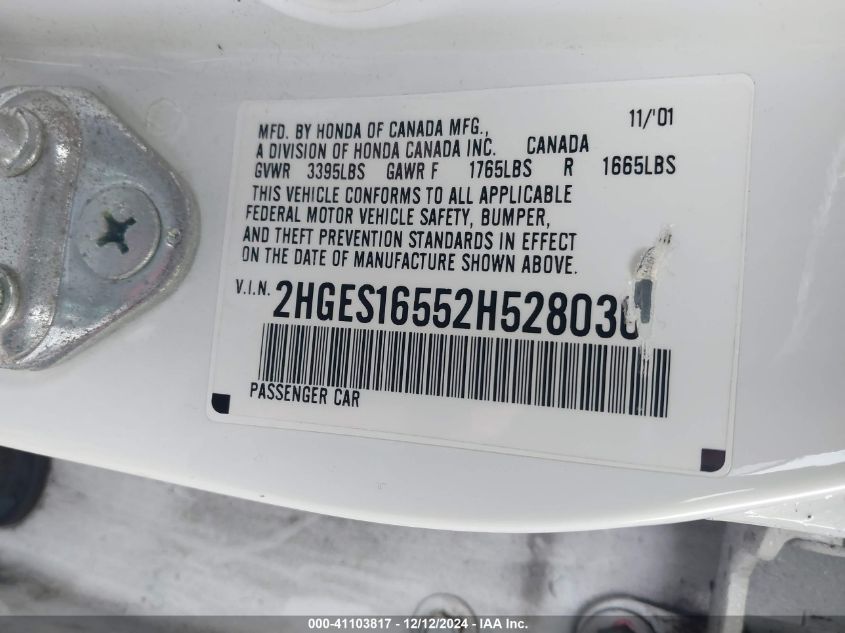 11/'01
MFD. BY HONDA OF CANADA MFG.,
A DIVISION OF HONDA CANADA INC. CANADA
GVWR 3395LBS GAWR F 1765LBS R 1665LBS
THIS VEHICLE CONFORMS TO ALL APPLICABLE
FEDERAL MOTOR VEHICLE SAFETY, BUMPER,
AND THEFT PREVENTION STANDARDS IN EFFECT
ON THE DATE OF MANUFACTURE SHOWN ABOVE.
V.I.N. 2HGES16552H528030
PASSENGER CAR
000-41103817 - 12/12/2024 - IAA Inc.